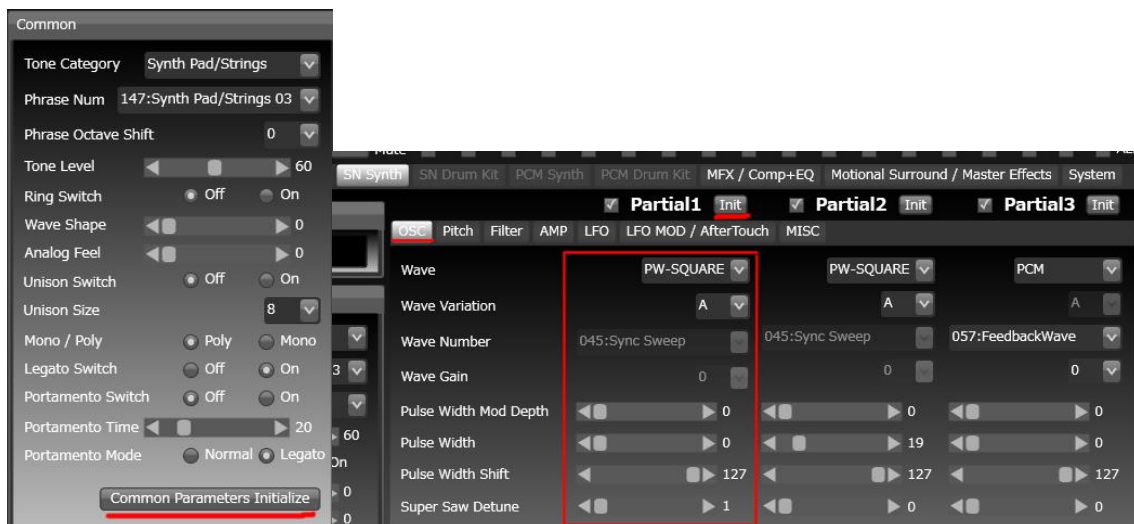 Common
Tone Category Synth Pad/Strings
Phrase Num 147:Synth Pad/Strings 03
Phrase Octave Shift 0
Tone Level 60
Ring Switch Off On
Wave Shape 0
Analog Feel 0
Unison Switch Off On
Unison Size 8
Mono / Poly Poly Mono
Legato Switch Off On
Portamento Switch Off On
Portamento Time 20
Portamento Mode Normal Legato
Common Parameters Initialize
Mute
SN Synth SN Drum Kit PCM Synth PCM Drum Kit MFX / Comp+EQ Motional Surround / Master Effects System
Partial1 Init Partial2 Init Partial3 Init
OSC Pitch Filter AMP LFO LFO MOD / AfterTouch MISC
Wave PW-SQUARE PW-SQUARE PCM
Wave Variation A A A
Wave Number 045:Sync Sweep 045:Sync Sweep 057:FeedbackWave
Wave Gain 0 0 0
Pulse Width Mod Depth 0 0 0
Pulse Width 0 19 0
Pulse Width Shift 127 127 127
Super Saw Detune 1 0 0
3
60
On
0
0